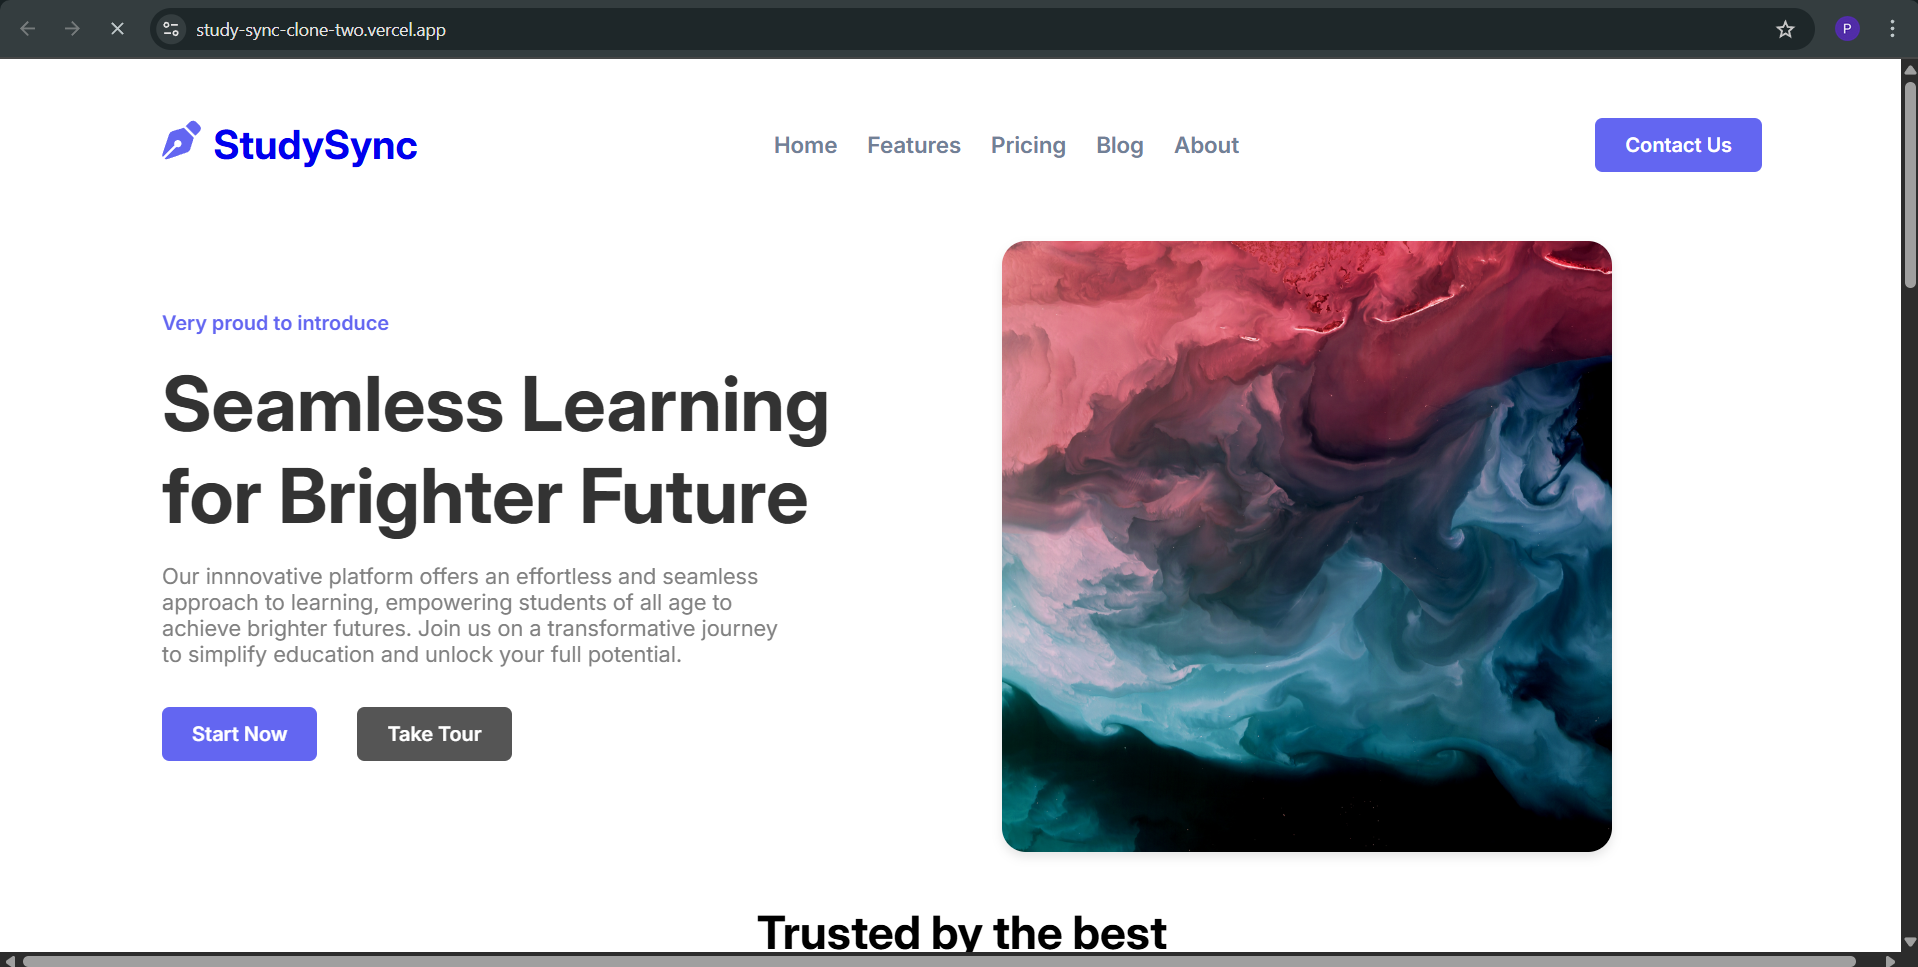 study-sync-clone-two.vercel.app
P
StudySync
Home Features Pricing Blog About
Contact Us
Very proud to introduce
Seamless Learning
for Brighter Future
Our innnovative platform offers an effortless and seamless
approach to learning, empowering students of all age to
achieve brighter futures. Join us on a transformative journey
to simplify education and unlock your full potential.
Start Now Take Tour
Trusted by the best